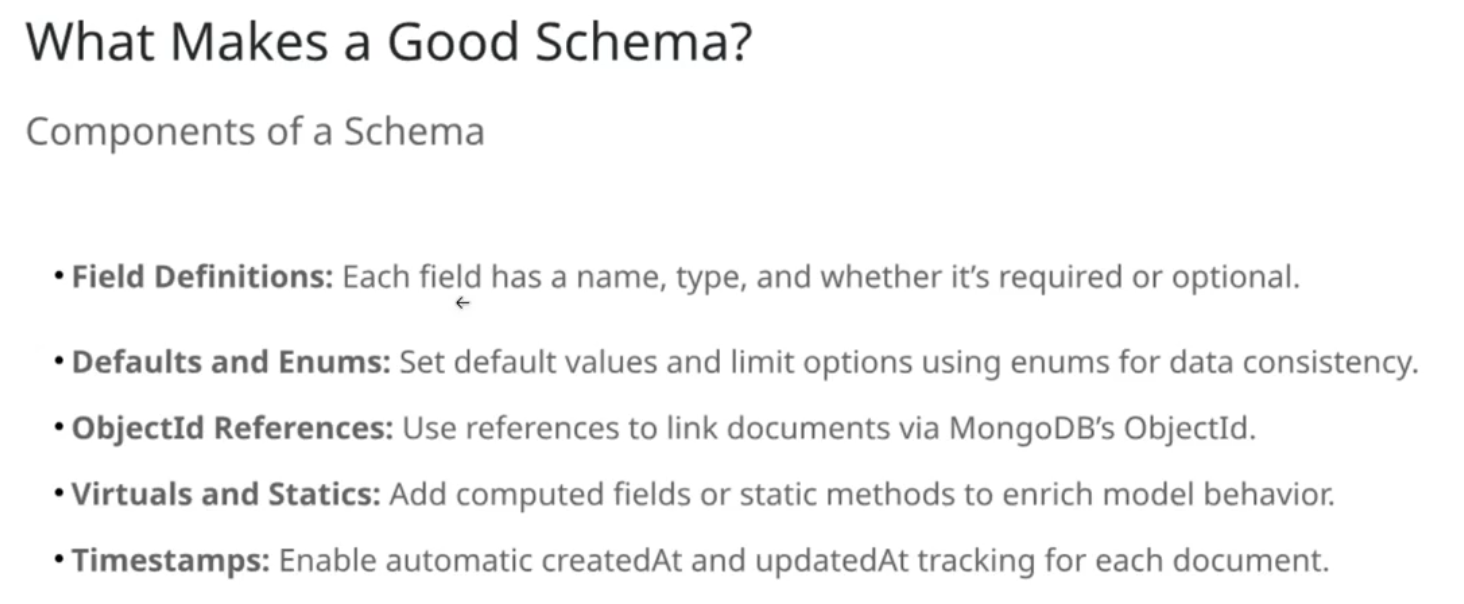 What Makes a Good Schema?
Components of a Schema
• Field Definitions: Each field has a name, type, and whether it’s required or optional.
• Defaults and Enums: Set default values and limit options using enums for data consistency.
• ObjectId References: Use references to link documents via MongoDB’s ObjectId.
• Virtuals and Statics: Add computed fields or static methods to enrich model behavior.
• Timestamps: Enable automatic createdAt and updatedAt tracking for each document.